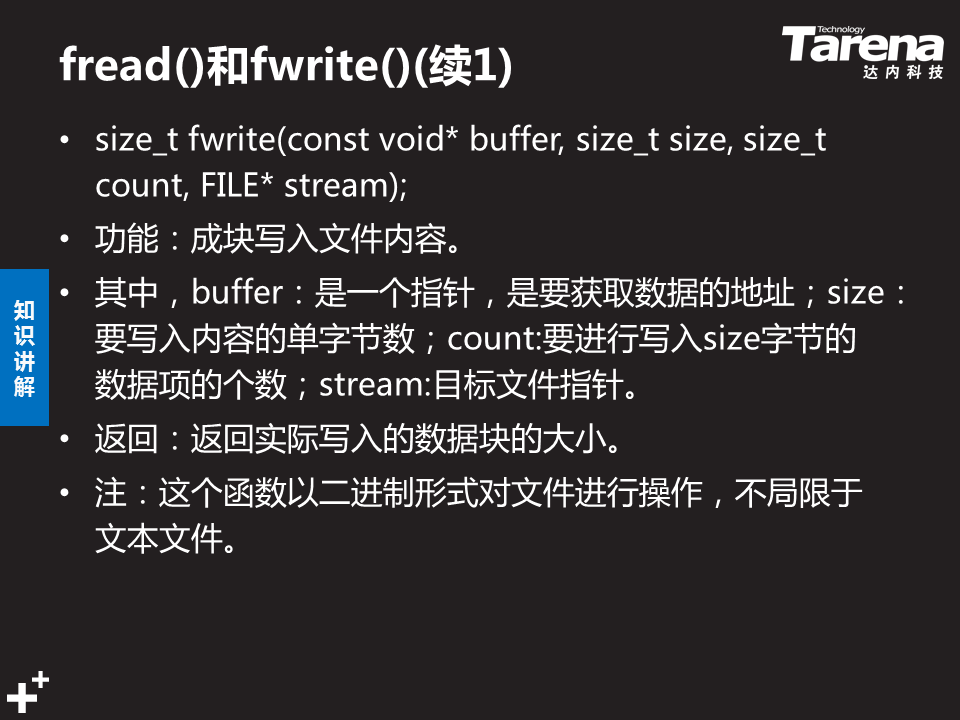 fread()和fwrite()(续1)
Technology
Tarena
达内科技
• size_t fwrite(const void* buffer, size_t size, size_t
count, FILE* stream);
• 功能：成块写入文件内容。
• 其中，buffer：是一个指针，是要获取数据的地址；size：
要写入内容的单字节数；count:要进行写入size字节的
数据项的个数；stream:目标文件指针。
• 返回：返回实际写入的数据块的大小。
• 注：这个函数以二进制形式对文件进行操作，不局限于
文本文件。
知
识
讲
解